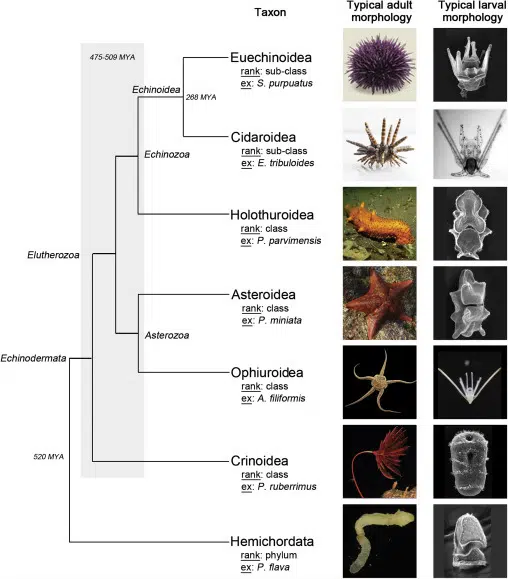 Taxon
Typical adult morphology
Typical larval morphology
475-509 MYA
Euechinoidea
rank: sub-class
ex: S. purpuatus
Echinoidea
268 MYA
Cidaroidea
rank: sub-class
ex: E. tribuloides
Echinozoa
Holothuroidea
rank: class
ex: P. parvimensis
Elutherozoa
Asteroidea
rank: class
ex: P. miniata
Asterozoa
Echinodermata
Ophiuroidea
rank: class
ex: A. filiformis
520 MYA
Crinoidea
rank: class
ex: P. ruberrimus
Hemichordata
rank: phylum
ex: P. flava